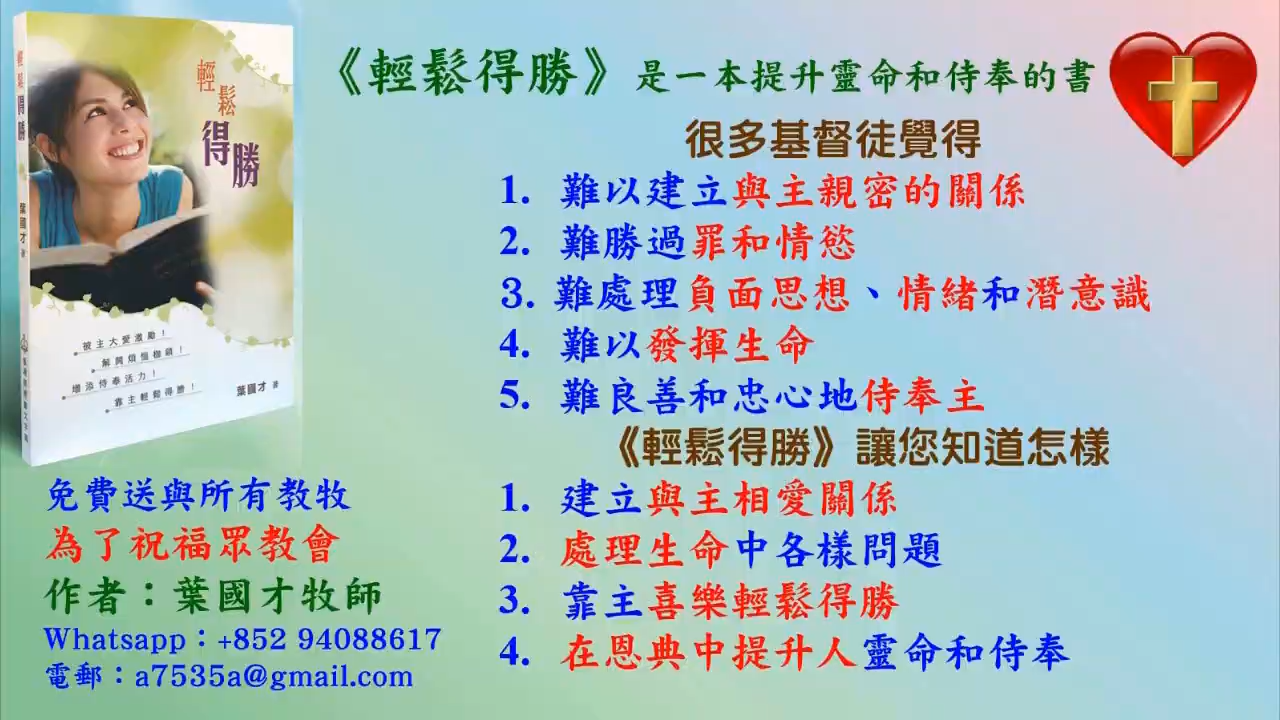 《輕鬆得勝》是一本提升靈命和侍奉的書
很多基督徒覺得
1. 難以建立與主親密的關係
2. 難勝過罪和情慾
3. 難處理負面思想、情緒和潛意識
4. 難以發揮生命
5. 難良善和忠心地侍奉主
《輕鬆得勝》讓您知道怎樣
1. 建立與主相愛關係
2. 處理生命中各樣問題
3. 靠主喜樂輕鬆得勝
4. 在恩典中提升人靈命和侍奉
輕鬆得勝
葉國才 著
輕鬆得勝
被主大愛激勵!
解開煩惱枷鎖!
增添侍奉活力!
靠主輕鬆得勝!
葉國才 著
免費送與所有教牧
為了祝福眾教會
作者：葉國才牧師
Whatsapp：+852 94088617
電郵：a7535a@gmail.com